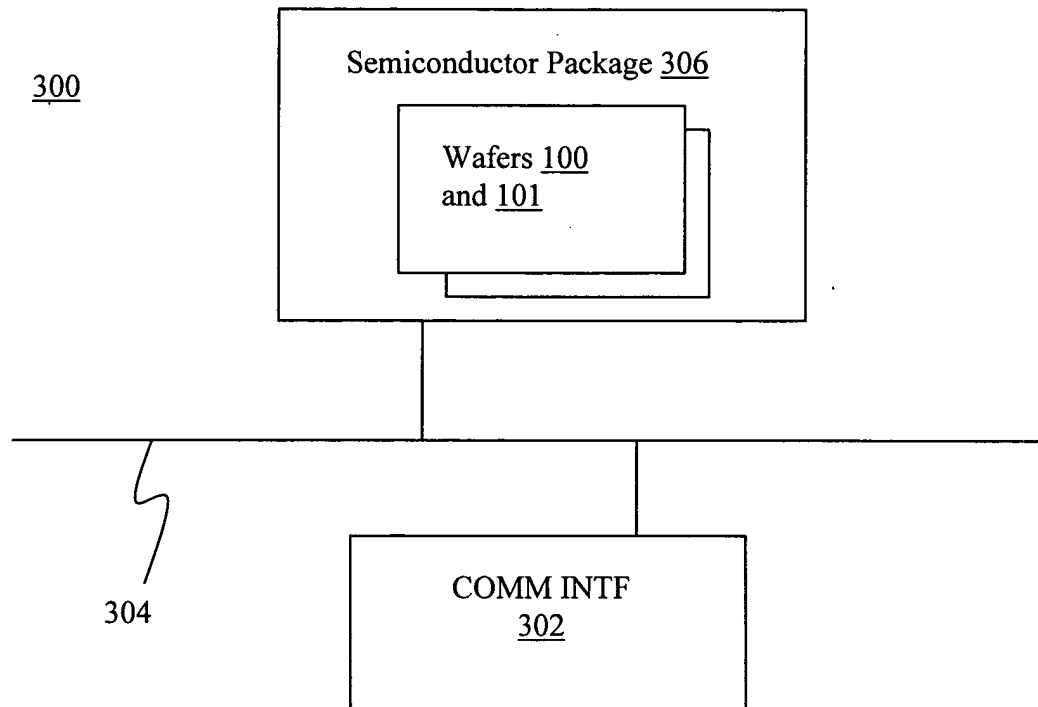 300
Semiconductor Package 306
Wafers 100
and 101
304
COMM INTF
302